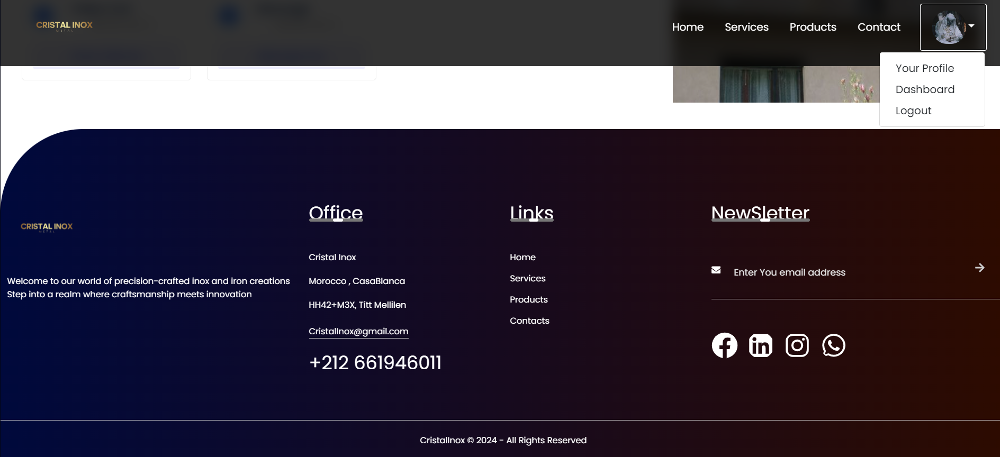 CRISTAL INOX
METAL
Home
Services
Products
Contact
Your Profile
Dashboard
Logout
CRISTAL INOX
METAL
Welcome to our world of precision-crafted inox and iron creations
Step into a realm where craftsmanship meets innovation
Office
Cristal Inox
Morocco , CasaBlanca
HH42+M3X, Titt Mellilen
CristalInox@gmail.com
+212 661946011
Links
Home
Services
Products
Contacts
NewSletter
Enter You email address
CristalInox © 2024 - All Rights Reserved